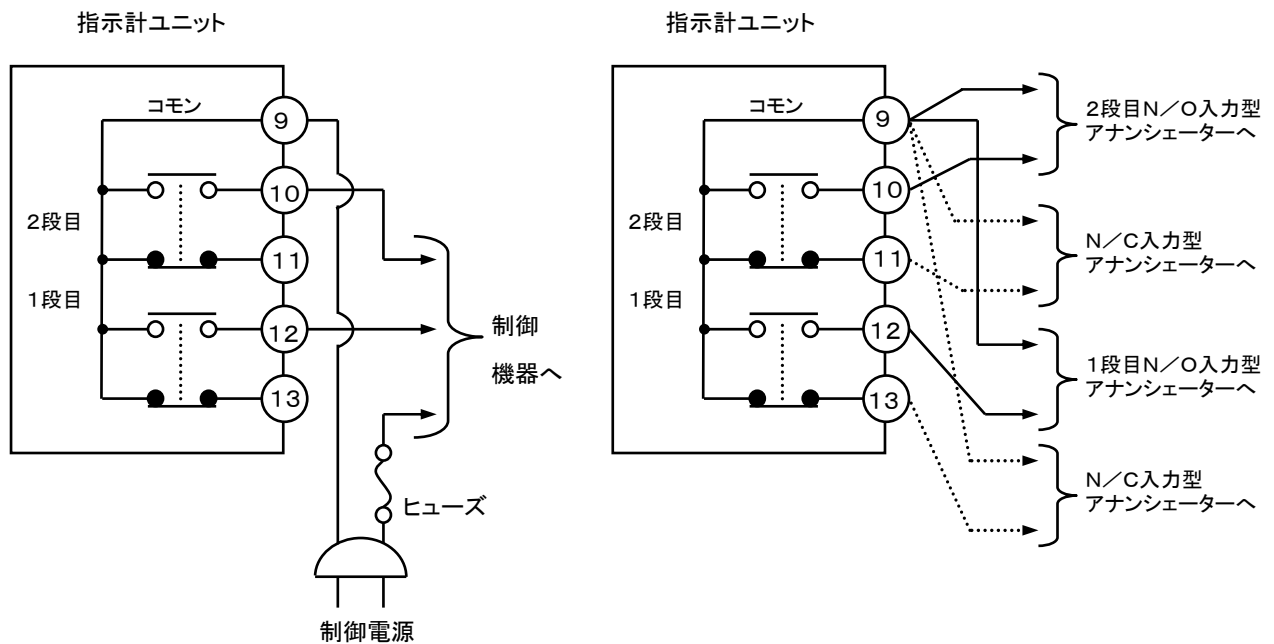 指示計ユニット
コモン
9
10
2段目
11
1段目
12
13
制御
機器へ
ヒューズ
制御電源
指示計ユニット
コモン
9
10
2段目
11
1段目
12
13
2段目N/O入力型
アナンシェーターへ
N/C入力型
アナンシェーターへ
1段目N/O入力型
アナンシェーターへ
N/C入力型
アナンシェーターへ